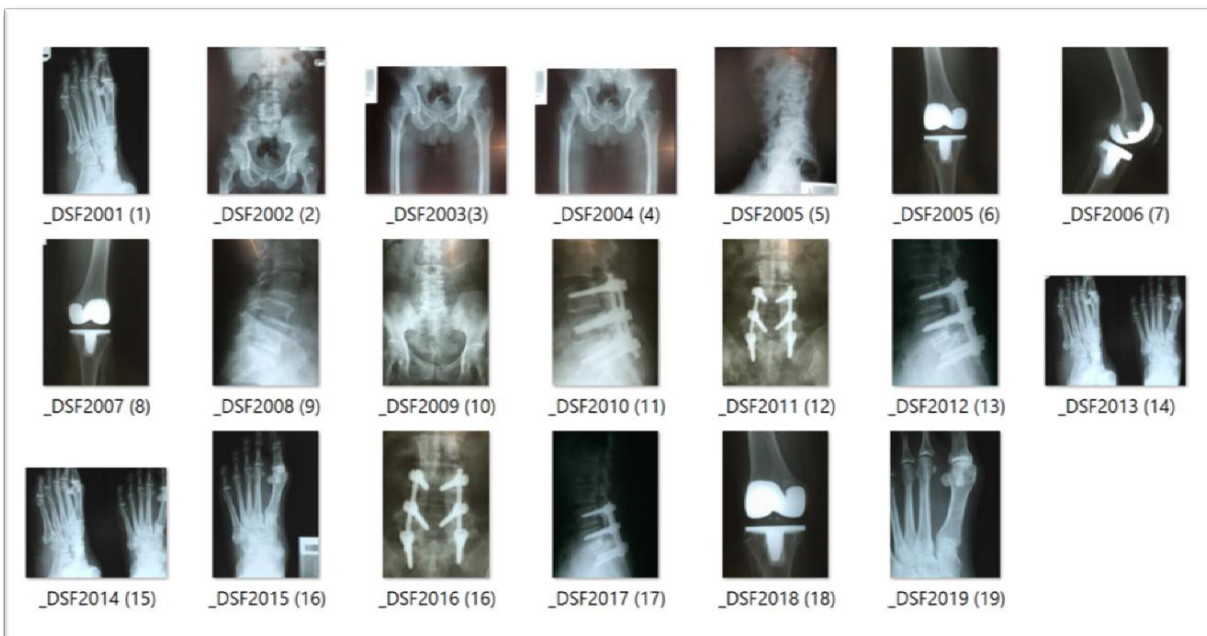 _DSF2001 (1)
_DSF2002 (2)
_DSF2003(3)
_DSF2004 (4)
_DSF2005 (5)
_DSF2005 (6)
_DSF2006 (7)
_DSF2007 (8)
_DSF2008 (9)
_DSF2009 (10)
_DSF2010 (11)
_DSF2011 (12)
_DSF2012 (13)
_DSF2013 (14)
_DSF2014 (15)
_DSF2015 (16)
_DSF2016 (16)
_DSF2017 (17)
_DSF2018 (18)
_DSF2019 (19)